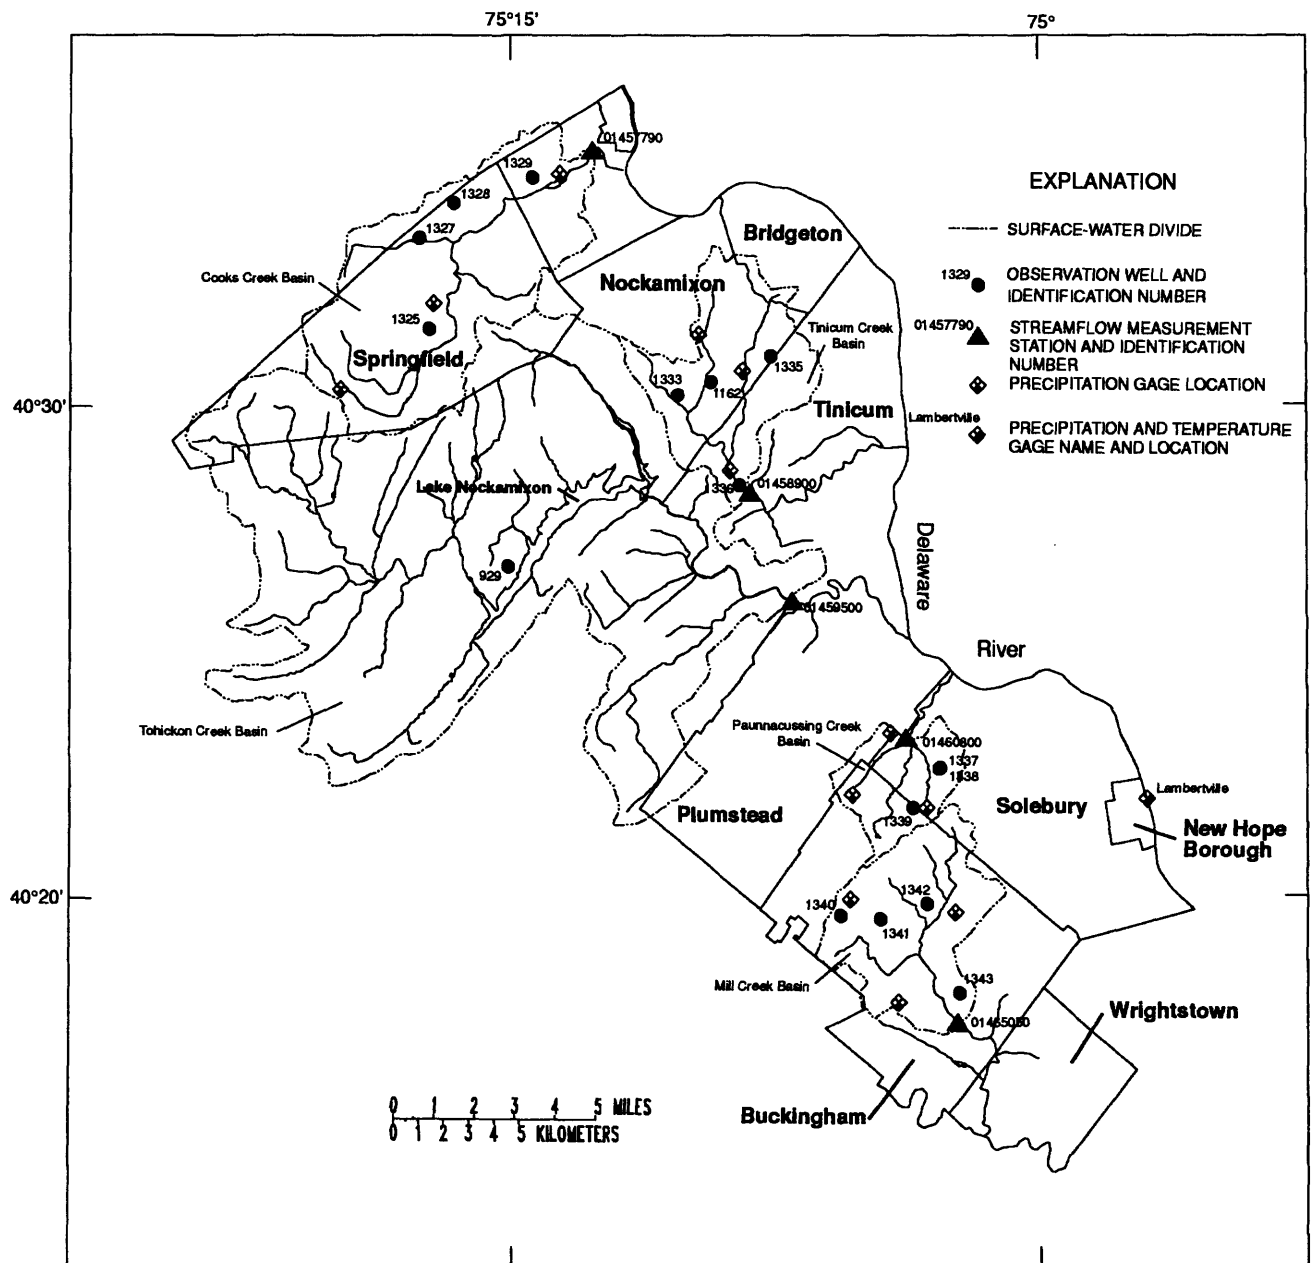 75°15'
75°
01457790
1329
1328
1327
EXPLANATION
SURFACE-WATER DIVIDE
Bridgeton
Cooks Creek Basin
Nockamixon
1329
OBSERVATION WELL AND
IDENTIFICATION NUMBER
1325
Springfield
Tinicum Creek
Basin
01457790
STREAMFLOW MEASUREMENT
STATION AND IDENTIFICATION
NUMBER
1335
1333
1162
PRECIPITATION GAGE LOCATION
40°30'
Tinicum
Lambertville
PRECIPITATION AND TEMPERATURE
GAGE NAME AND LOCATION
Lake Nockamixon
01458900
929
Delaware
01459500
River
Tohickon Creek Basin
Paunnacussing Creek
Basin
01460800
1337
1338
Lambertville
Plumstead
1339
Solebury
New Hope
Borough
40°20'
1340
1342
1341
Mill Creek Basin
1343
01465050
Wrightstown
Buckingham
0 1 2 3 4 5 MILES
0 1 2 3 4 5 KILOMETERS